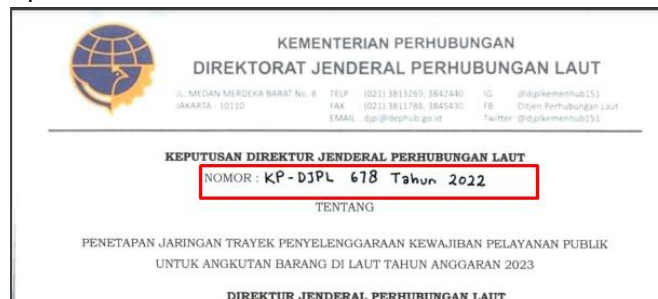 KEMENTERIAN PERHUBUNGAN
DIREKTORAT JENDERAL PERHUBUNGAN LAUT
JL. MEDAN MERDEKA BARAT No. 8 TELP : (021) 3813269, 3842440 IG @djplkemenhub151
JAKARTA - 10110 FAX : (021) 3811786, 3845430 FB : Ditjen Perhubungan Laut
EMAIL : djpl@dephub.go.id Twitter @djplkemenhub151
KEPUTUSAN DIREKTUR JENDERAL PERHUBUNGAN LAUT
NOMOR : KP-DJPL 678 Tahun 2022
TENTANG
PENETAPAN JARINGAN TRAYEK PENYELENGGARAAN KEWAJIBAN PELAYANAN PUBLIK
UNTUK ANGKUTAN BARANG DI LAUT TAHUN ANGGARAN 2023
DIREKTUR JENDERAL PERHUBUNGAN LAUT